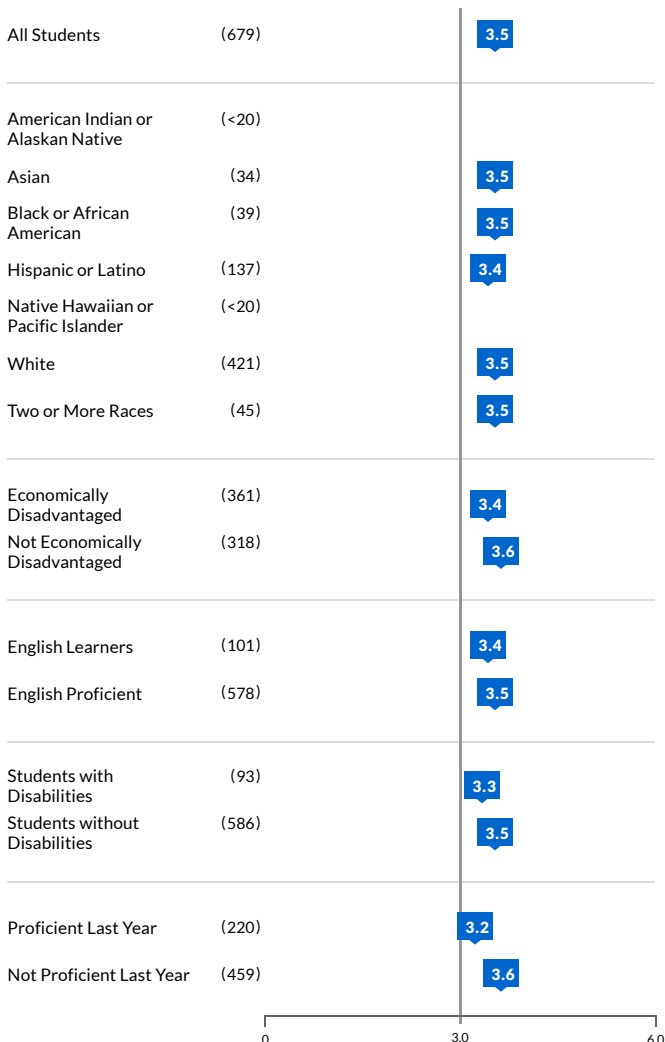 All Students (679) 3.5
American Indian or (<20)
Alaskan Native
Asian (34) 3.5
Black or African (39) 3.5
American
Hispanic or Latino (137) 3.4
Native Hawaiian or (<20)
Pacific Islander
White (421) 3.5
Two or More Races (45) 3.5
Economically (361) 3.4
Disadvantaged
Not Economically (318) 3.6
Disadvantaged
English Learners (101) 3.4
English Proficient (578) 3.5
Students with (93) 3.3
Disabilities
Students without (586) 3.5
Disabilities
Proficient Last Year (220) 3.2
Not Proficient Last Year (459) 3.6
0 3.0 6.0